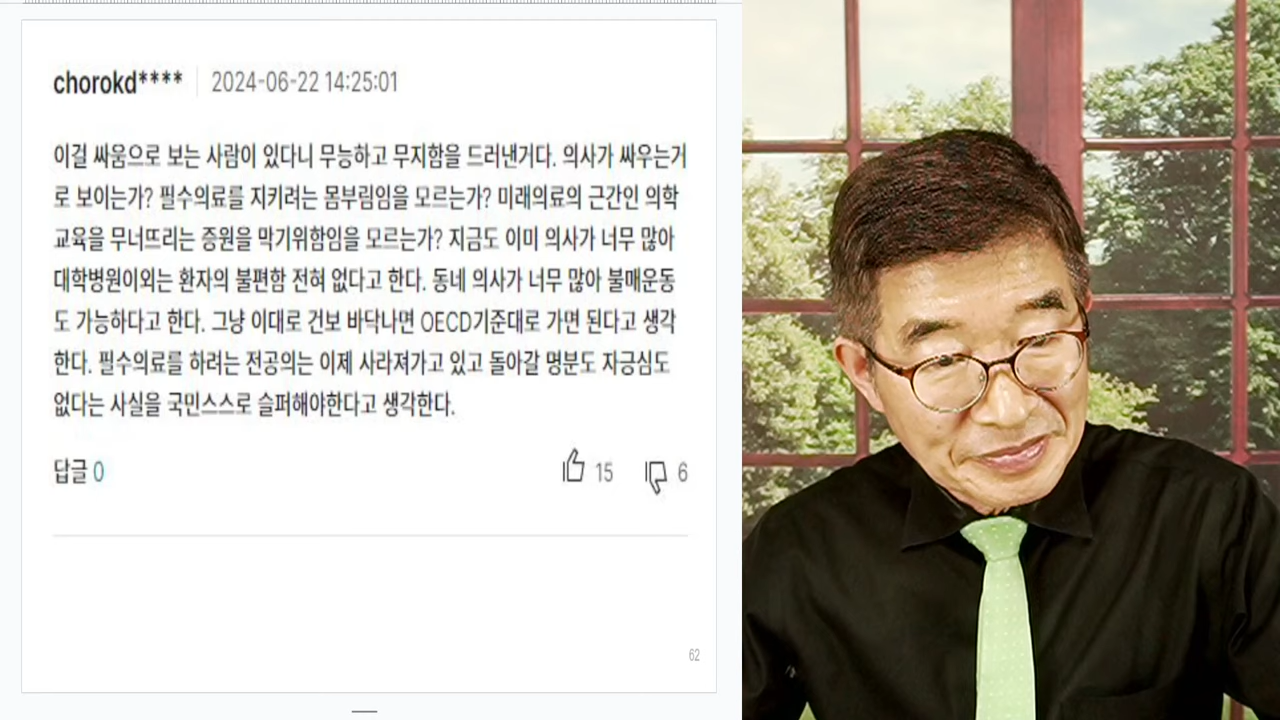 chorokd**** 2024-06-22 14:25:01
이걸 싸움으로 보는 사람이 있다니 무능하고 무지함을 드러낸거다. 의사가 싸우는거
로 보이는가? 필수의료를 지키려는 몸부림임을 모르는가? 미래의료의 근간인 의학
교육을 무너뜨리는 증원을 막기위함임을 모르는가? 지금도 이미 의사가 너무 많아
대학병원이외는 환자의 불편함 전혀 없다고 한다. 동네 의사가 너무 많아 불매운동
도 가능하다고 한다. 그냥 이대로 건보 바닥나면 OECD기준대로 가면 된다고 생각
한다. 필수의료를 하려는 전공의는 이제 사라져가고 있고 돌아갈 명분도 자긍심도
없다는 사실을 국민스스로 슬퍼해야한다고 생각한다.
답글 0 15 6
62